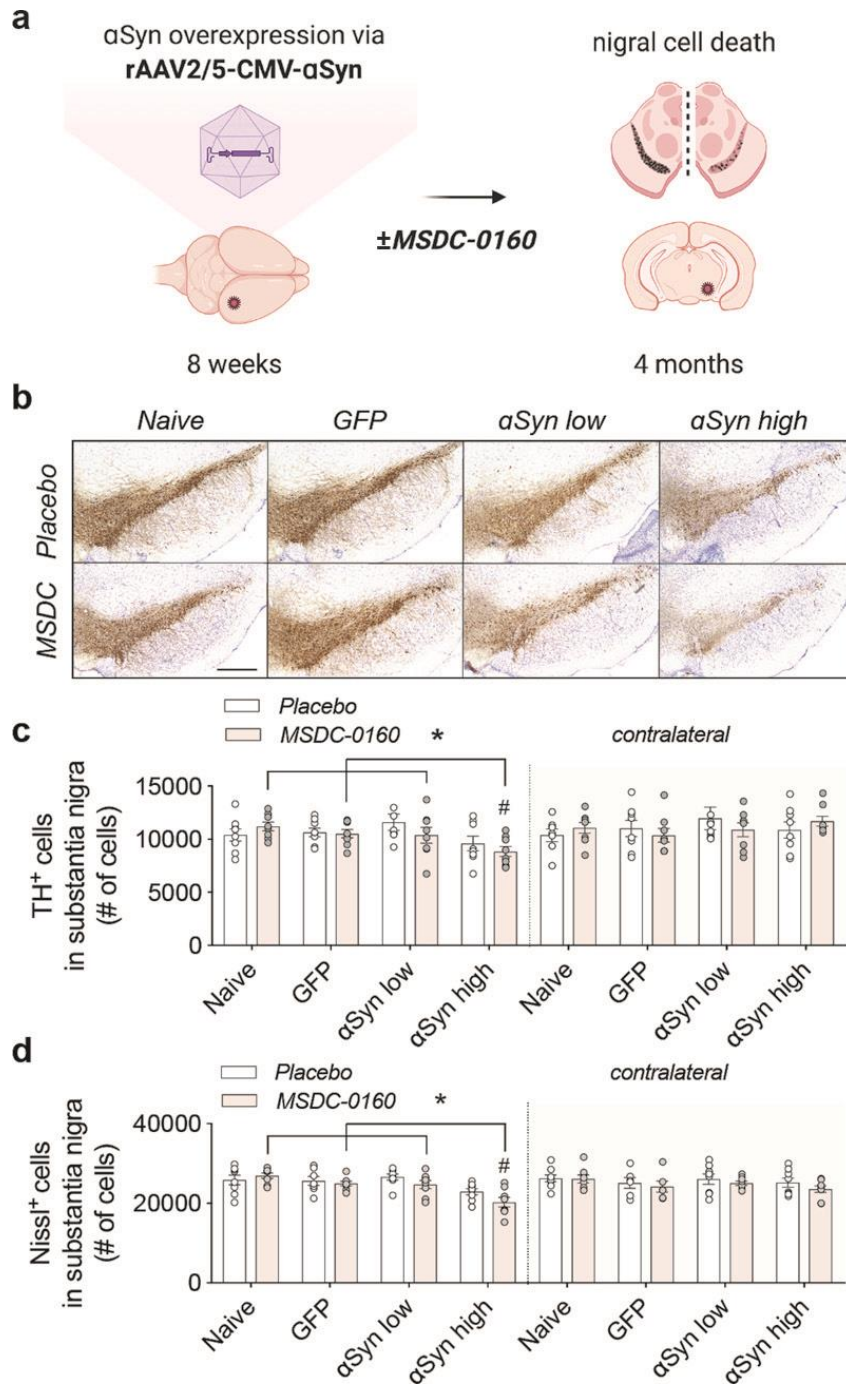 a
αSyn overexpression via
rAAV2/5-CMV-αSyn
nigral cell death
±MSDC-0160
8 weeks
4 months
b
Naive
GFP
αSyn low
αSyn high
Placebo
MSDC
c
Placebo
MSDC-0160
*
contralateral
#
TH+ cells
in substantia nigra
(# of cells)
15000
10000
5000
0
Naive
GFP
αSyn low
αSyn high
Naive
GFP
αSyn low
αSyn high
d
Placebo
MSDC-0160
*
contralateral
#
Nissl+ cells
in substantia nigra
(# of cells)
40000
20000
0
Naive
GFP
αSyn low
αSyn high
Naive
GFP
αSyn low
αSyn high